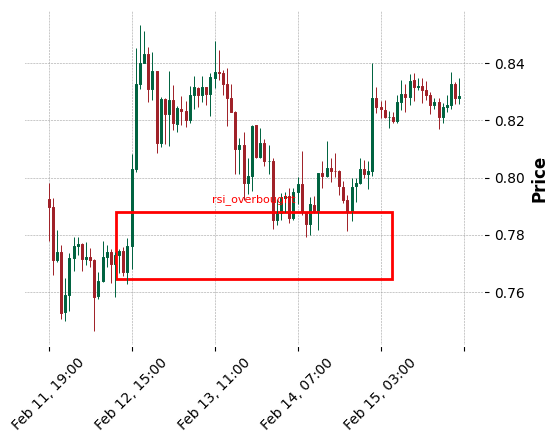 0.84
0.82
0.80
0.78
0.76
Price
rsi_overbought
Feb 11, 19:00
Feb 12, 15:00
Feb 13, 11:00
Feb 14, 07:00
Feb 15, 03:00